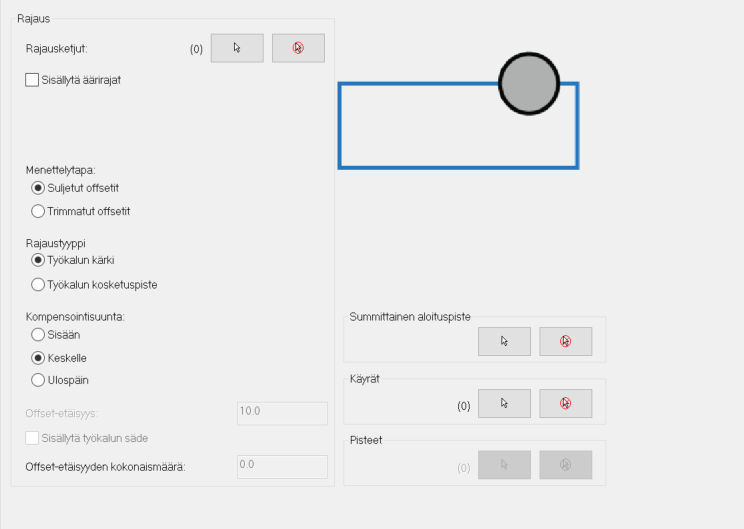 Rajaus
Rajausketjut: (0)
Sisällytä äärirajat
Menettelytapa:
Suljetut offsetit
Trimmatut offsetit
Rajaustyyppi
Työkalun kärki
Työkalun kosketuspiste
Kompensointisuunta:
Sisään
Keskelle
Ulospäin
Offset-etäisyys: 10.0
Sisällytä työkalun säde
Offset-etäisyyden kokonaismäärä: 0.0
Summittainen aloituspiste
Käyrät
(0)
Pisteet
(0)